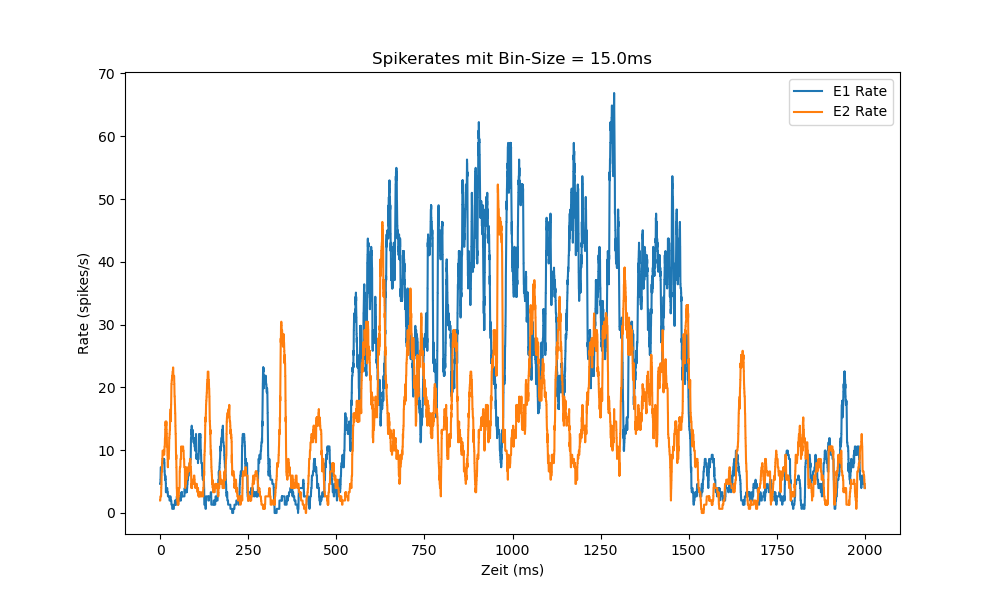 Spikerates mit Bin-Size = 15.0ms
E1 Rate
E2 Rate
70
60
50
40
30
20
10
0
Rate (spikes/s)
0 250 500 750 1000 1250 1500 1750 2000
Zeit (ms)